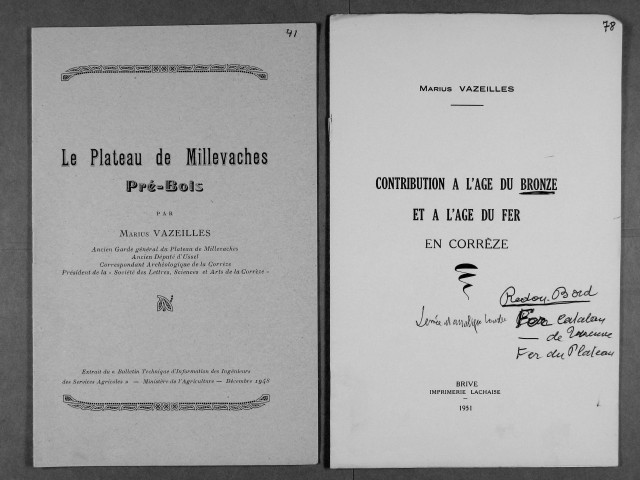 41
Le Plateau de Millevaches
Pré-Bois
PAR
MARIUS VAZEILLES
Ancien Garde général du Plateau de Millevaches
Ancien Député d'Ussel
Correspondant Archéologique de la Corrèze
Président de la « Société des Lettres, Sciences et Arts de la Corrèze »
Extrait du « Bulletin Technique d'Information des Ingénieurs
des Services Agricoles » — Ministère de l'Agriculture — Décembre 1948
78
MARIUS VAZEILLES
CONTRIBUTION A L'AGE DU BRONZE
ET A L'AGE DU FER
EN CORRÈZE
Redon-Bord
Fer Catalan
— de
Fer du Plateau
BRIVE
IMPRIMERIE LACHAISE
1951